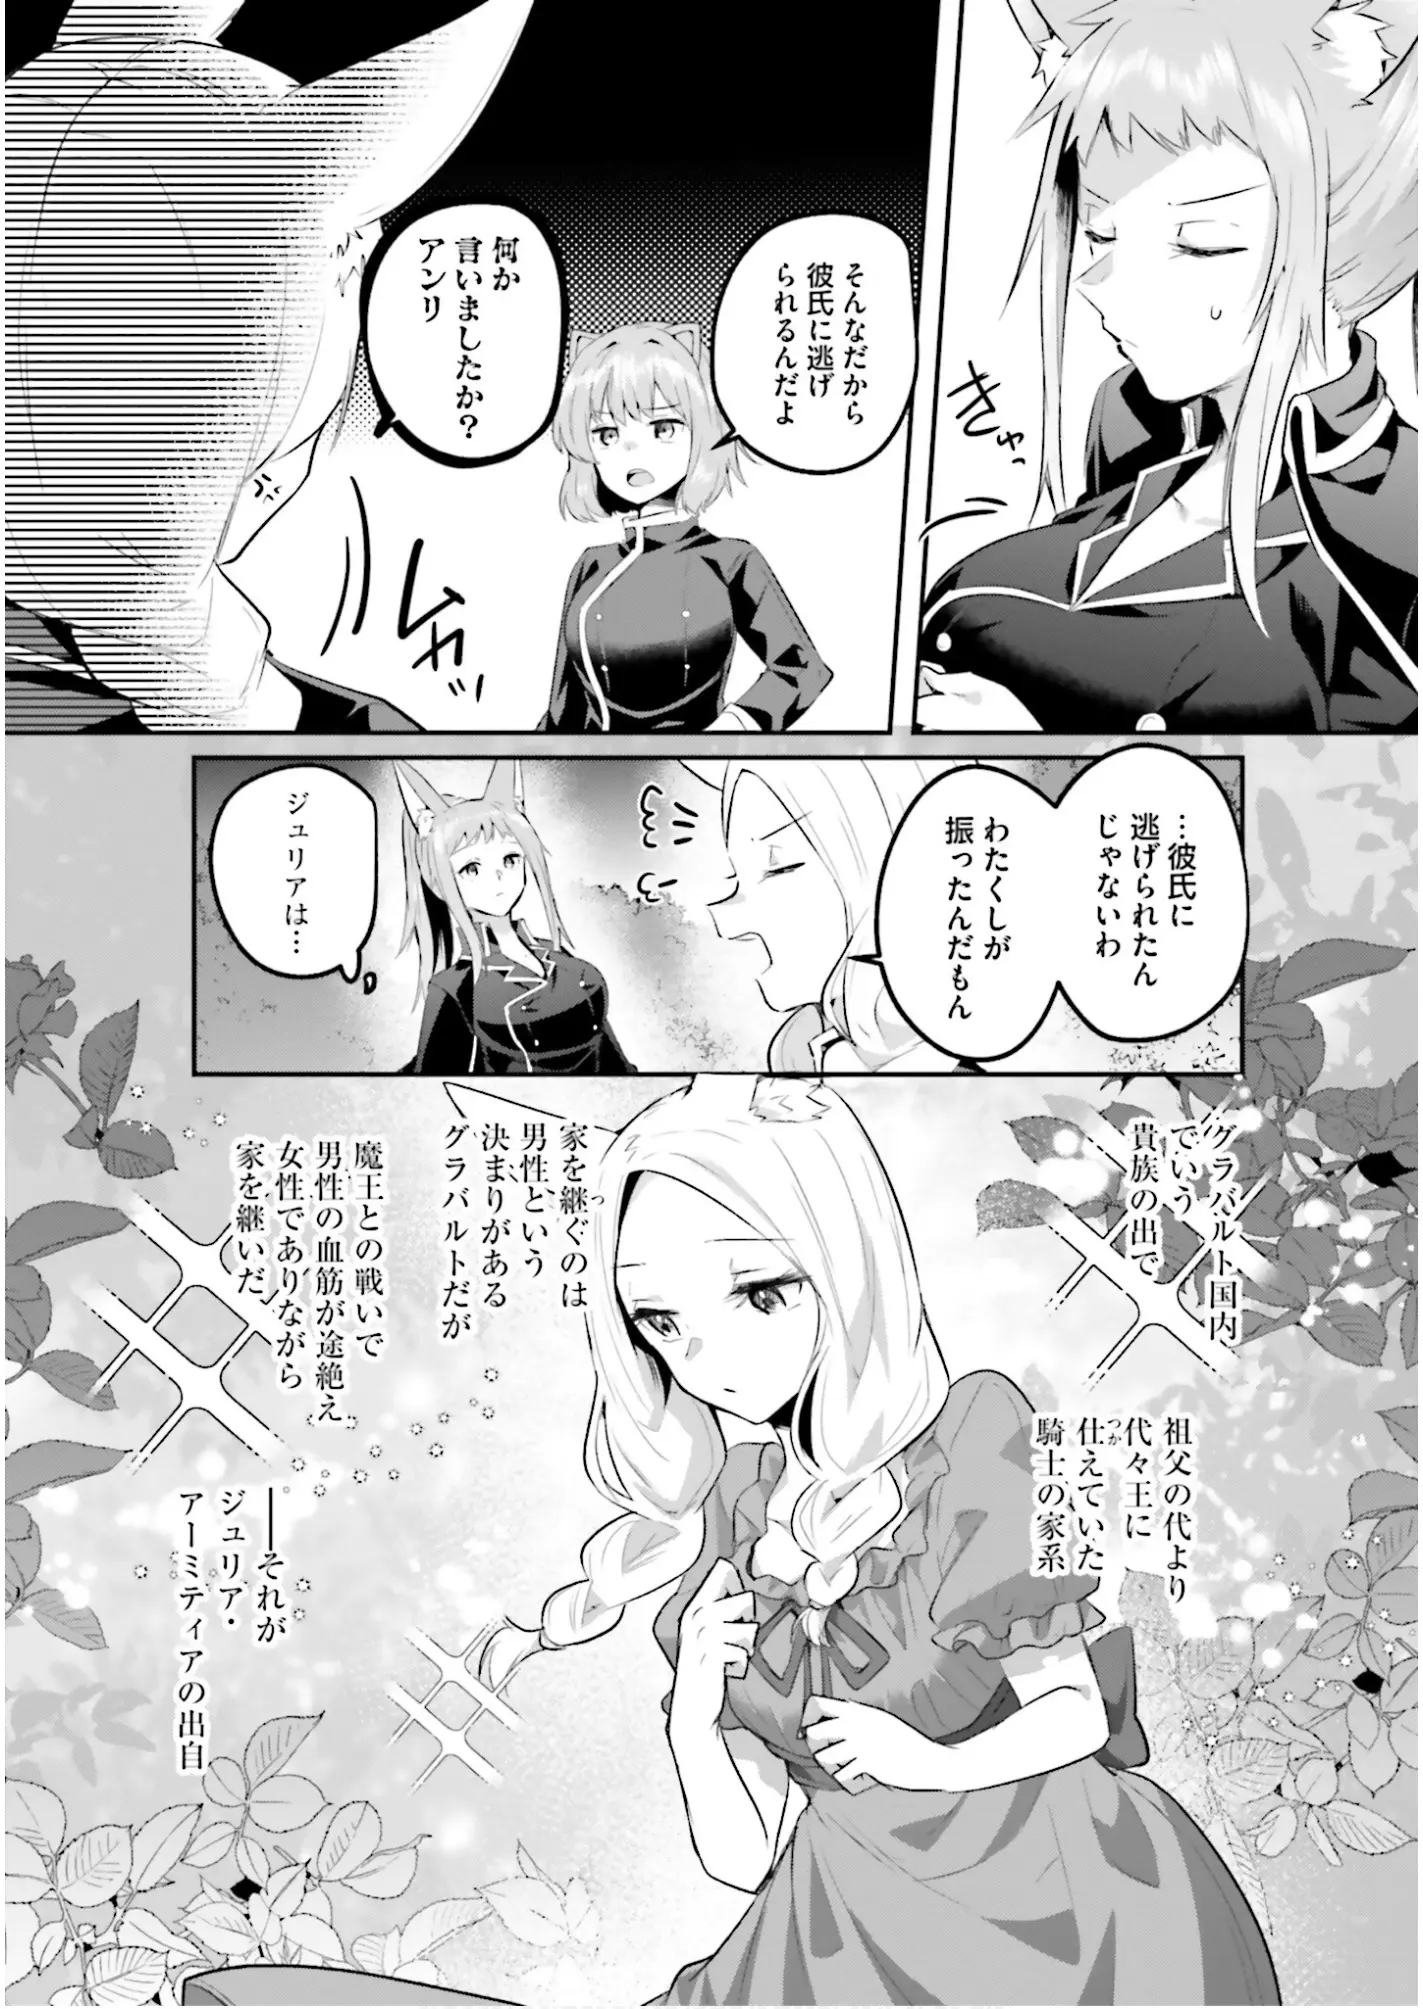 きゃっ
そんなだから
彼氏に逃げ
られるんだよ
何か
言いましたか？
アンリ
…彼氏に
逃げられたん
じゃないわ
わたくしが
振ったんだもん
ジュリアは…
グラバルト国内
でいう
貴族の出で
祖父の代より
代々王に
仕えていた
騎士の家系
家を継ぐのは
男性という
決まりがある
グラバルトだが
魔王との戦いで
男性の血筋が途絶え
女性でありながら
家を継いだ
――それが
ジュリア・
アーミティアの出自